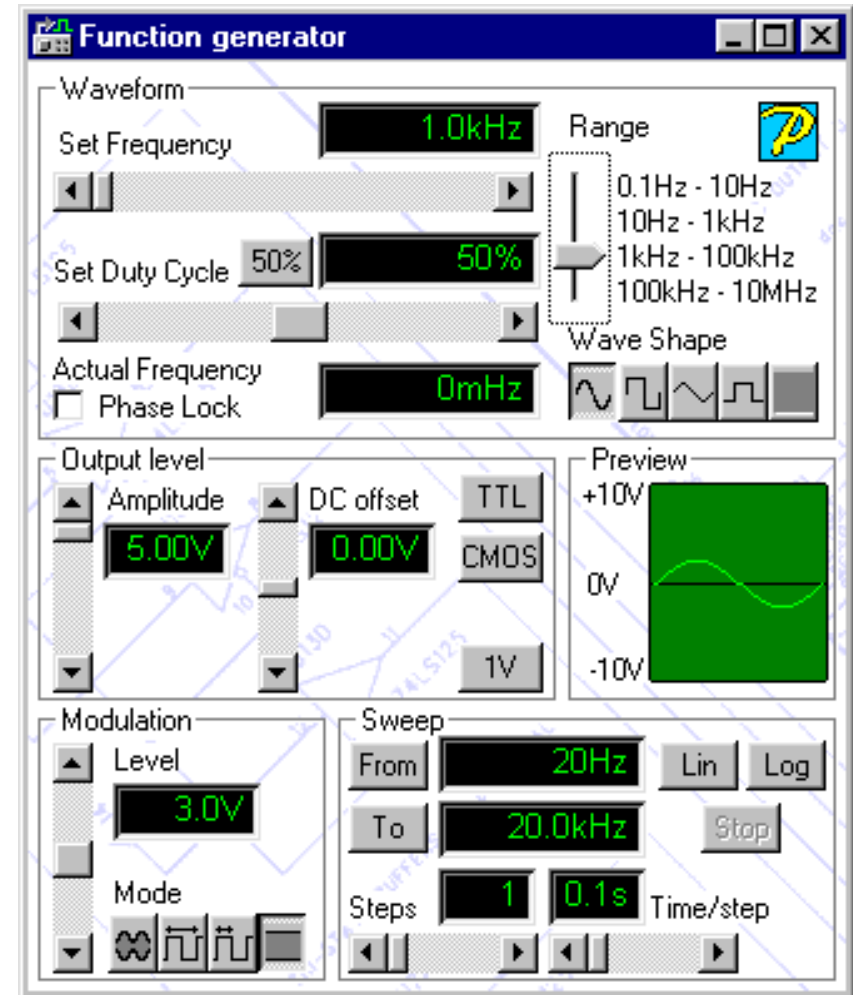 Function generator
Waveform
Set Frequency
1.0kHz
Range
0.1Hz - 10Hz
10Hz - 1kHz
1kHz - 100kHz
100kHz - 10MHz
Set Duty Cycle
50%
50%
Actual Frequency
0mHz
Phase Lock
Wave Shape
Output level
Amplitude
5.00V
DC offset
0.00V
TTL
CMOS
1V
Preview
+10V
0V
-10V
Modulation
Level
3.0V
Mode
Sweep
From
20Hz
Lin
Log
To
20.0kHz
Stop
Steps
1
0.1s
Time/step